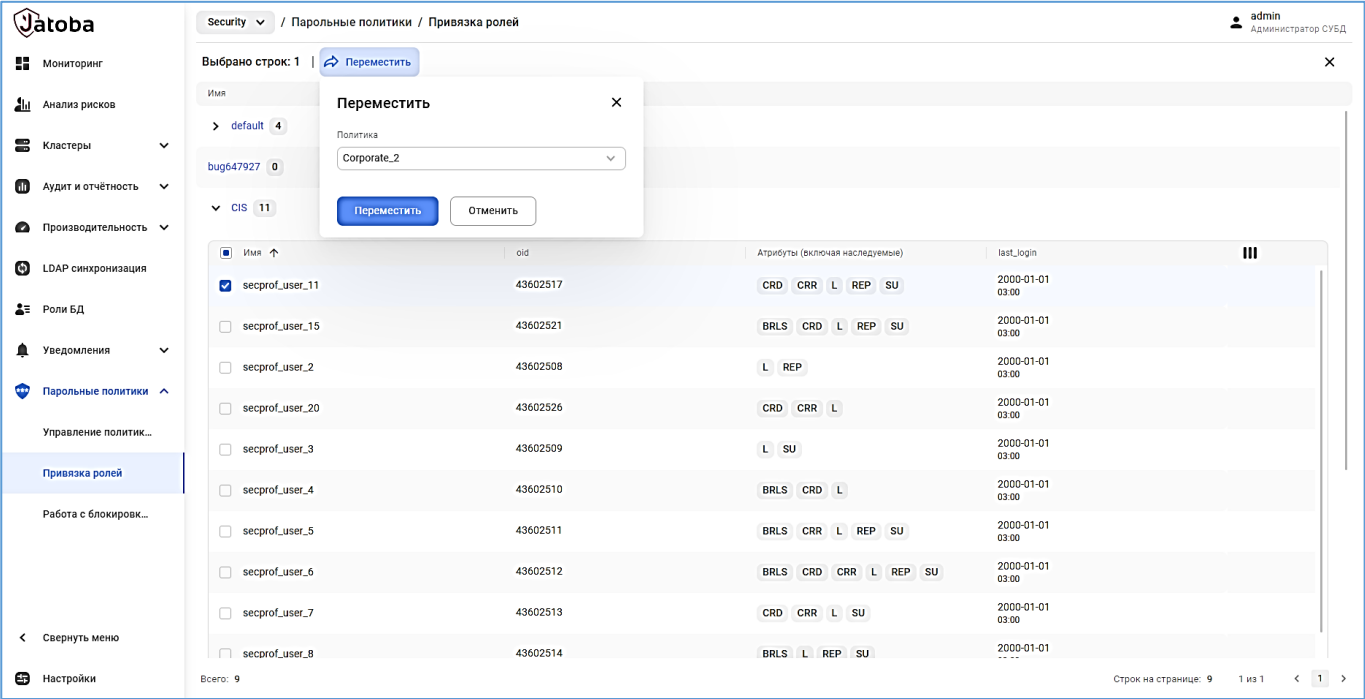 Jatoba
Security / Парольные политики / Привязка ролей
admin
Администратор СУБД
Мониторинг
Анализ рисков
Кластеры
Аудит и отчётность
Производительность
LDAP синхронизация
Роли БД
Уведомления
Парольные политики
Управление политик...
Привязка ролей
Работа с блокировк...
Свернуть меню
Настройки
Выбрано строк: 1 | Переместить
Имя
default 4
bug647927 0
CIS 11
Переместить
Политика
Corporate_2
Переместить Отменить
Имя oid Атрибуты (включая наследуемые) last_login
secprof_user_11 43602517 CRD CRR L REP SU 2000-01-01
03:00
secprof_user_15 43602521 BRLS CRD L REP SU 2000-01-01
03:00
secprof_user_2 43602508 L REP 2000-01-01
03:00
secprof_user_20 43602526 CRD CRR L 2000-01-01
03:00
secprof_user_3 43602509 L SU 2000-01-01
03:00
secprof_user_4 43602510 BRLS CRD L 2000-01-01
03:00
secprof_user_5 43602511 BRLS CRR L REP SU 2000-01-01
03:00
secprof_user_6 43602512 BRLS CRD CRR L REP SU 2000-01-01
03:00
secprof_user_7 43602513 CRD CRR L SU 2000-01-01
03:00
secprof_user_8 43602514 BRLS L REP SU 2000-01-01
Всего: 9
Строк на странице: 9 1 из 1 1